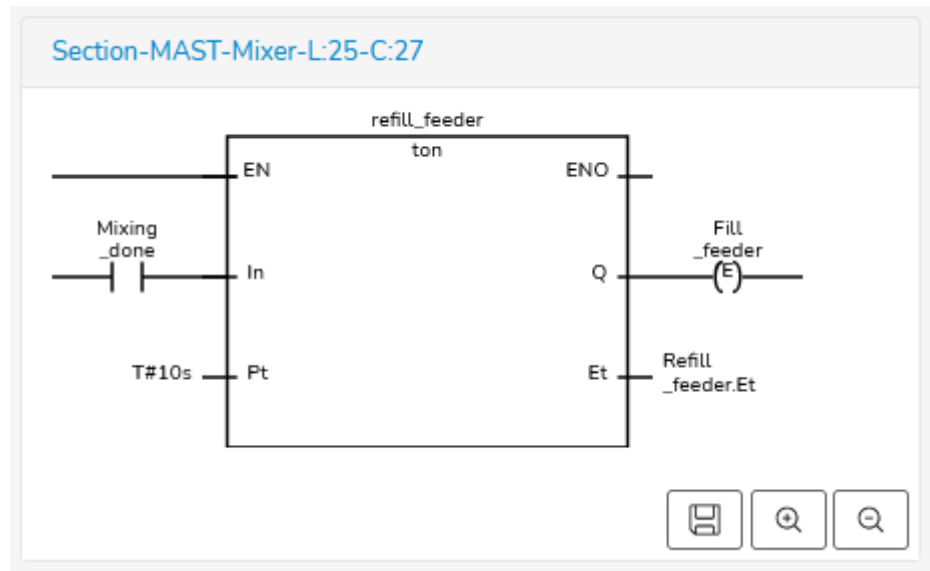 Section-MAST-Mixer-L:25-C:27
refill_feeder
ton
EN
ENO
Mixing
_done
In
Q
Fill
_feeder
(E)
T#10s
Pt
Et
Refill
_feeder.Et